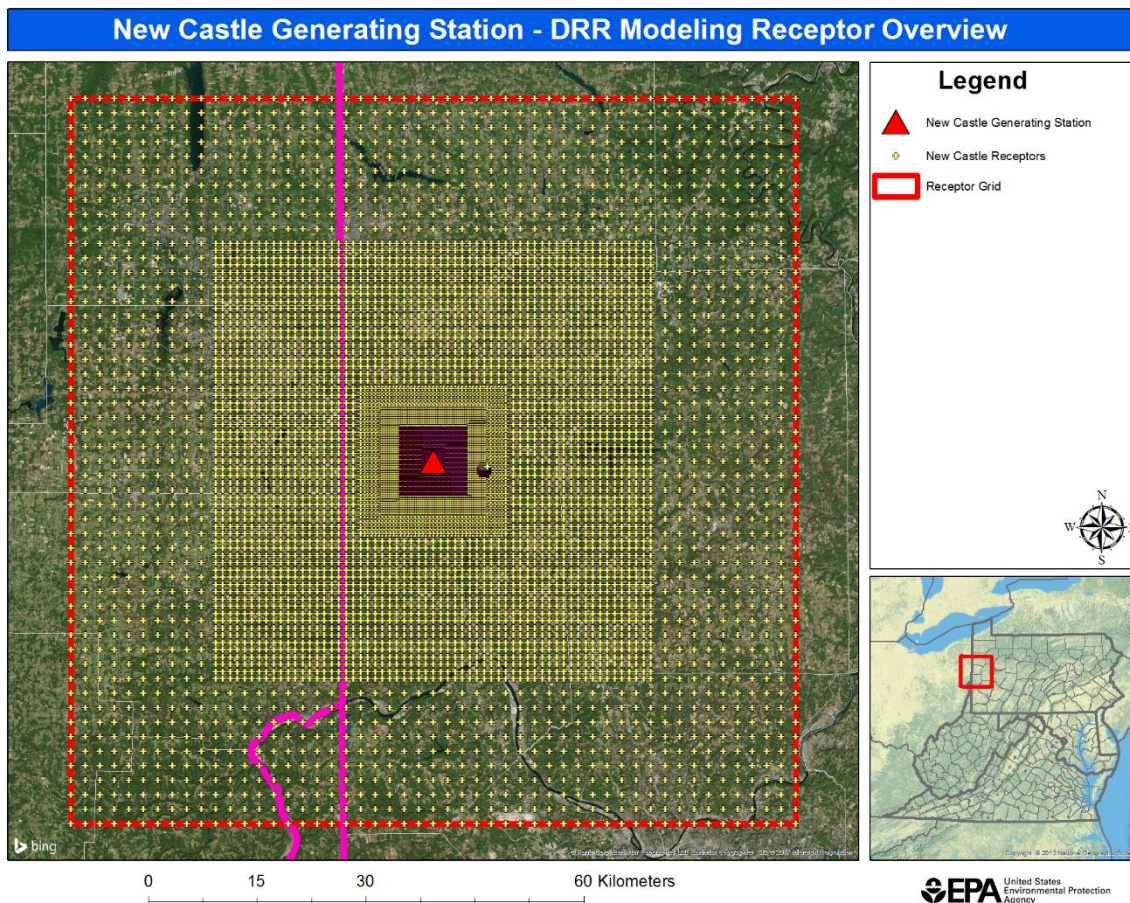 New Castle Generating Station - DRR Modeling Receptor Overview
Legend
New Castle Generating Station
New Castle Receptors
Receptor Grid
N
W
S
bing
0 15 30 60 Kilometers
EPA
United States
Environmental Protection
Agency